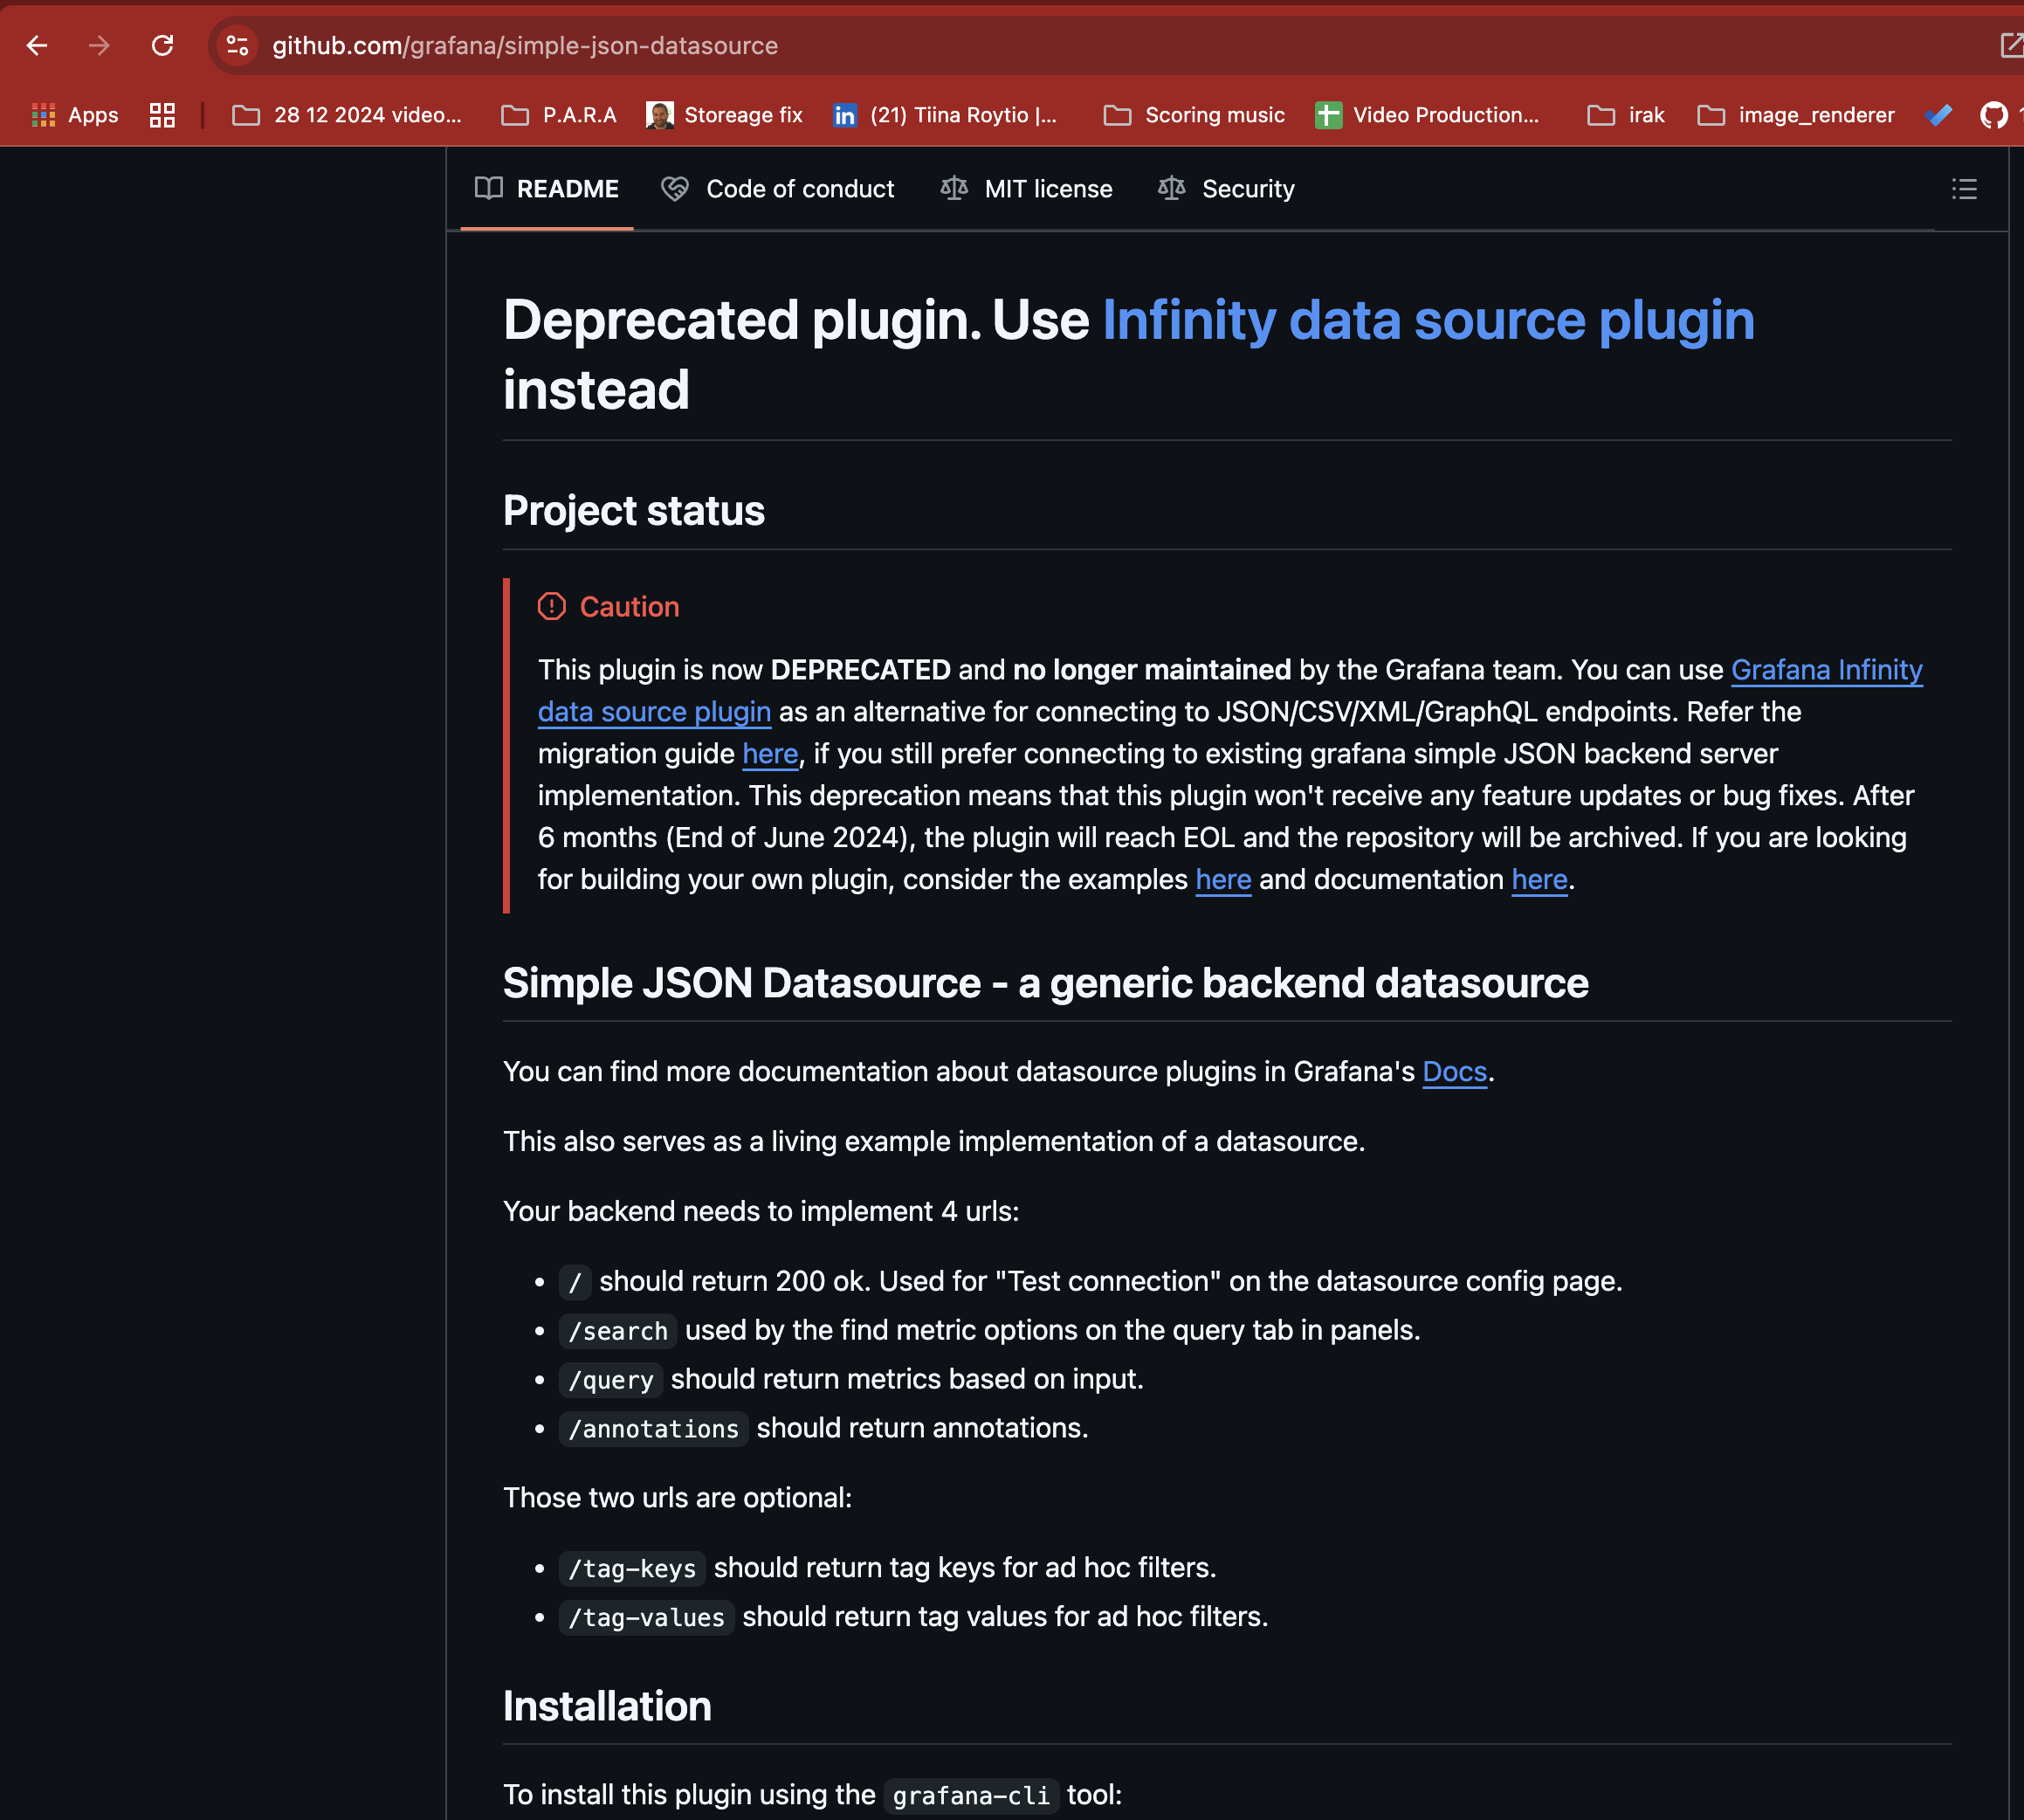 github.com/grafana/simple-json-datasource
Apps 28 12 2024 video... P.A.R.A Storeage fix (21) Tiina Roytio |... Scoring music Video Production... irak image_renderer
README Code of conduct MIT license Security
Deprecated plugin. Use Infinity data source plugin
instead
Project status
Caution
This plugin is now DEPRECATED and no longer maintained by the Grafana team. You can use Grafana Infinity
data source plugin as an alternative for connecting to JSON/CSV/XML/GraphQL endpoints. Refer the
migration guide here, if you still prefer connecting to existing grafana simple JSON backend server
implementation. This deprecation means that this plugin won't receive any feature updates or bug fixes. After
6 months (End of June 2024), the plugin will reach EOL and the repository will be archived. If you are looking
for building your own plugin, consider the examples here and documentation here.
Simple JSON Datasource - a generic backend datasource
You can find more documentation about datasource plugins in Grafana's Docs.
This also serves as a living example implementation of a datasource.
Your backend needs to implement 4 urls:
• / should return 200 ok. Used for "Test connection" on the datasource config page.
• /search used by the find metric options on the query tab in panels.
• /query should return metrics based on input.
• /annotations should return annotations.
Those two urls are optional:
• /tag-keys should return tag keys for ad hoc filters.
• /tag-values should return tag values for ad hoc filters.
Installation
To install this plugin using the grafana-cli tool: